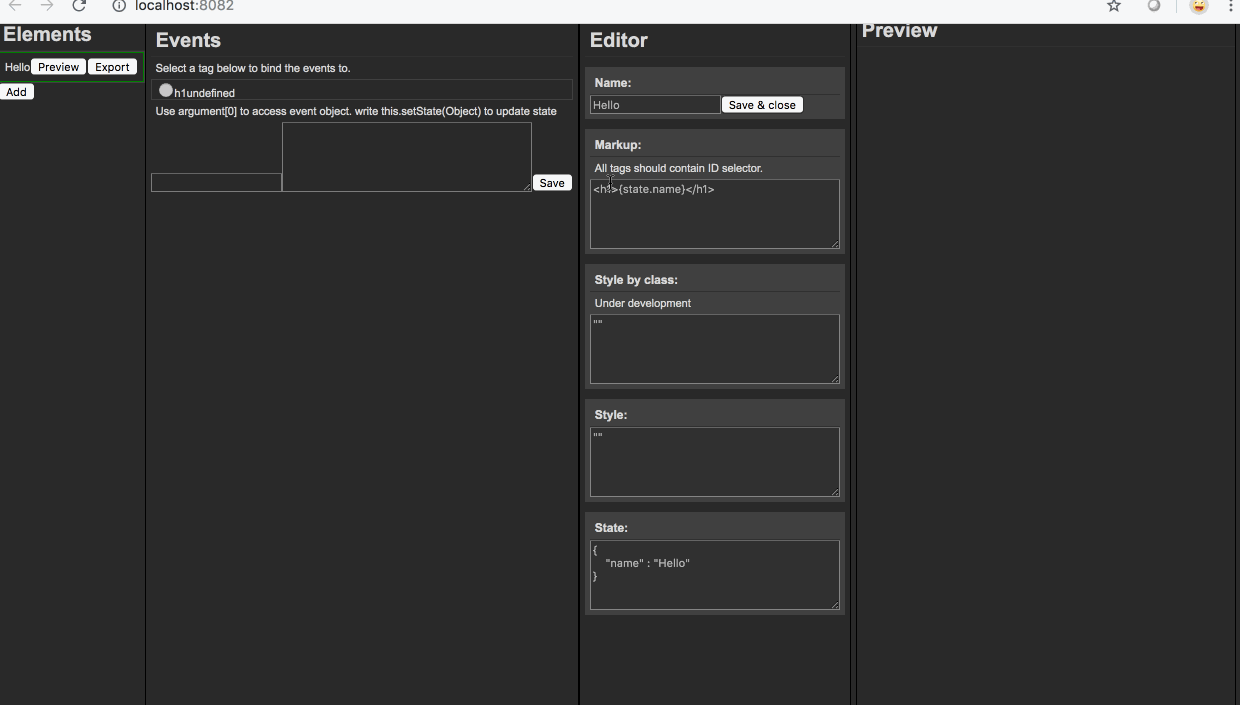 localhost:8082
Elements
Hello Preview Export
Add
Events
Select a tag below to bind the events to.
h1undefined
Use argument[0] to access event object. write this.setState(Object) to update state
Save
Editor
Name:
Hello Save & close
Markup:
All tags should contain ID selector.
<h1>{state.name}</h1>
Style by class:
Under development
""
Style:
""
State:
{
"name" : "Hello"
}
Preview